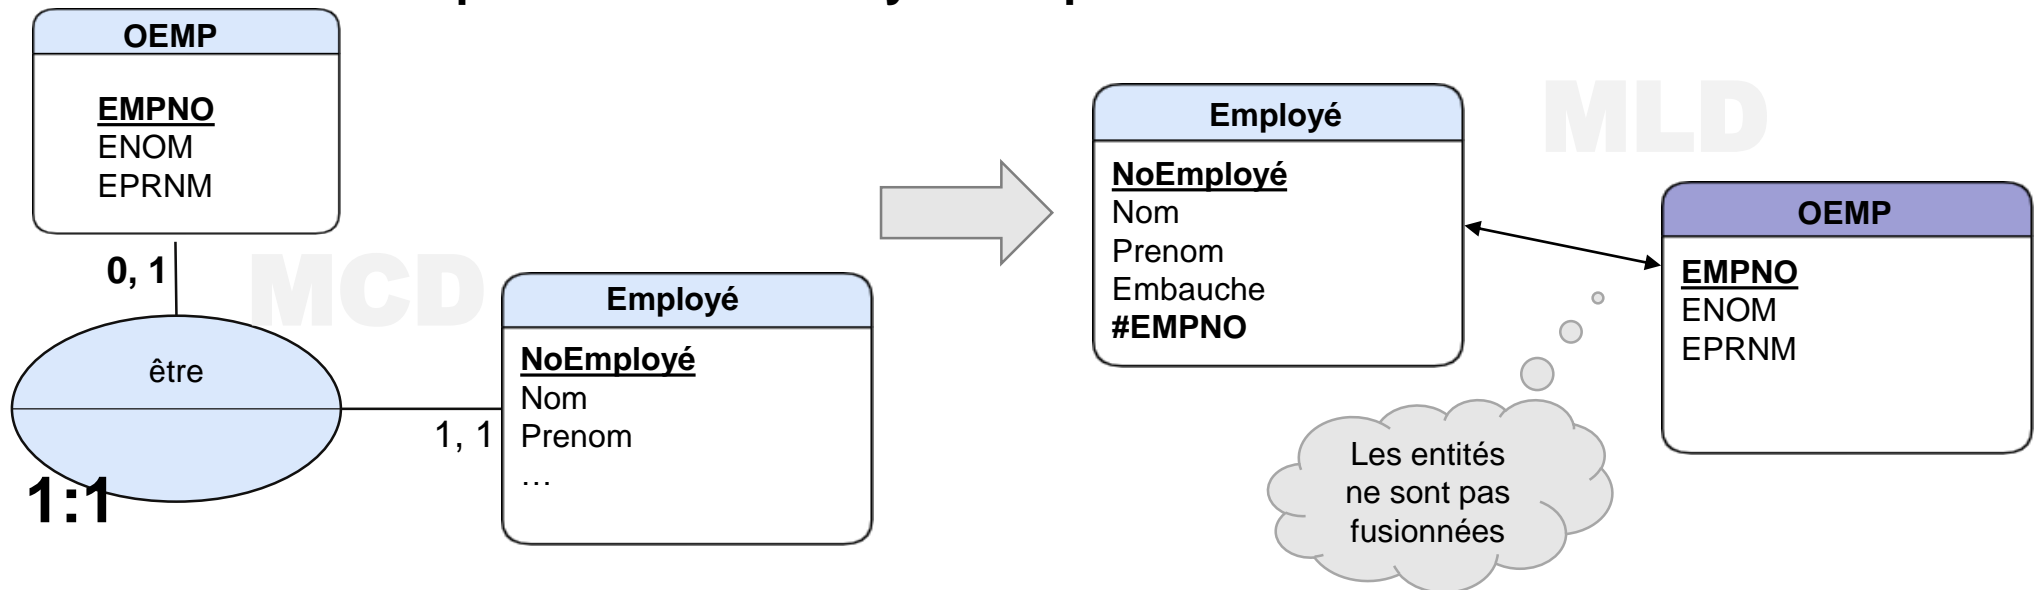 OEMP
EMPNO
ENOM
EPRNM
0, 1
MCD
être
1:1
1, 1
Employé
NoEmployé
Nom
Prenom
…
MLD
Employé
NoEmployé
Nom
Prenom
Embauche
#EMPNO
OEMP
EMPNO
ENOM
EPRNM
Les entités
ne sont pas
fusionnées